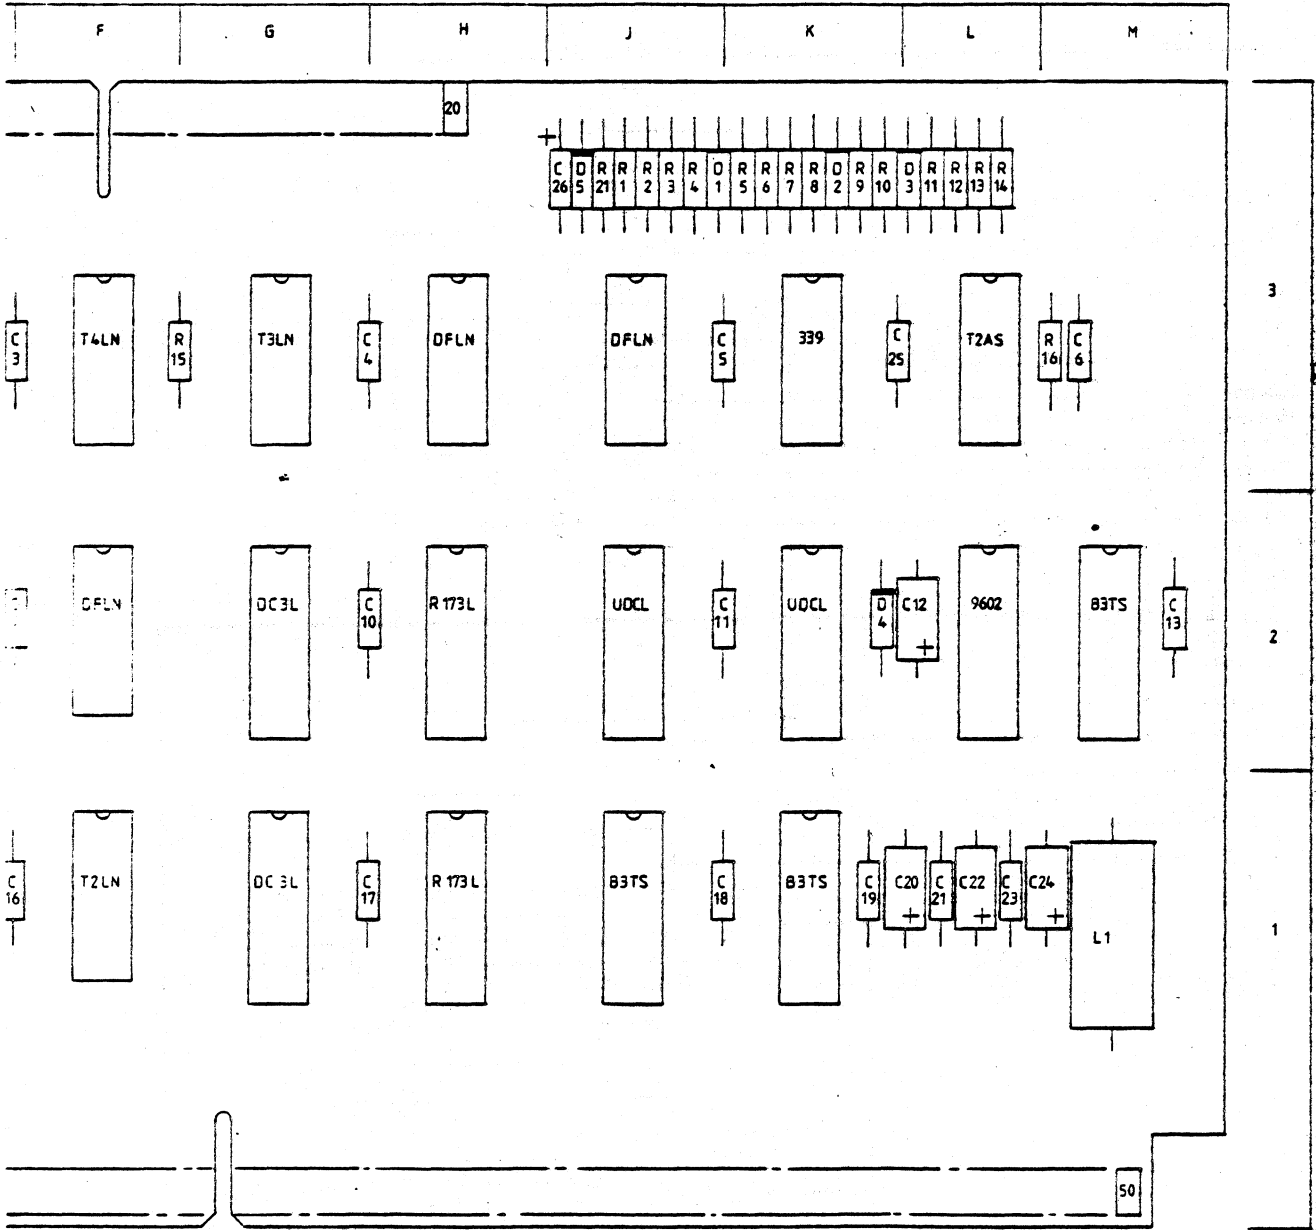 F G H J K L M
20
C 26 D 5 R 21 R 1 R 2 R 3 R 4 D 1 R 5 R 6 R 7 R 8 D 2 R 9 R 10 D 3 R 11 R 12 R 13 R 14
C 3 T4LN R 15 T3LN C 4 DFLN DFLN C 5 339 C 25 T2AS R 16 C 6
3
DFLN DC3L C 10 R173L UDCL C 11 UDCL D 4 C12 9602 83TS C 13
2
C 16 T2LN DC3L C 17 R173L 83TS C 18 83TS C 19 C20 C 21 C22 C 23 C24 L1
1
50